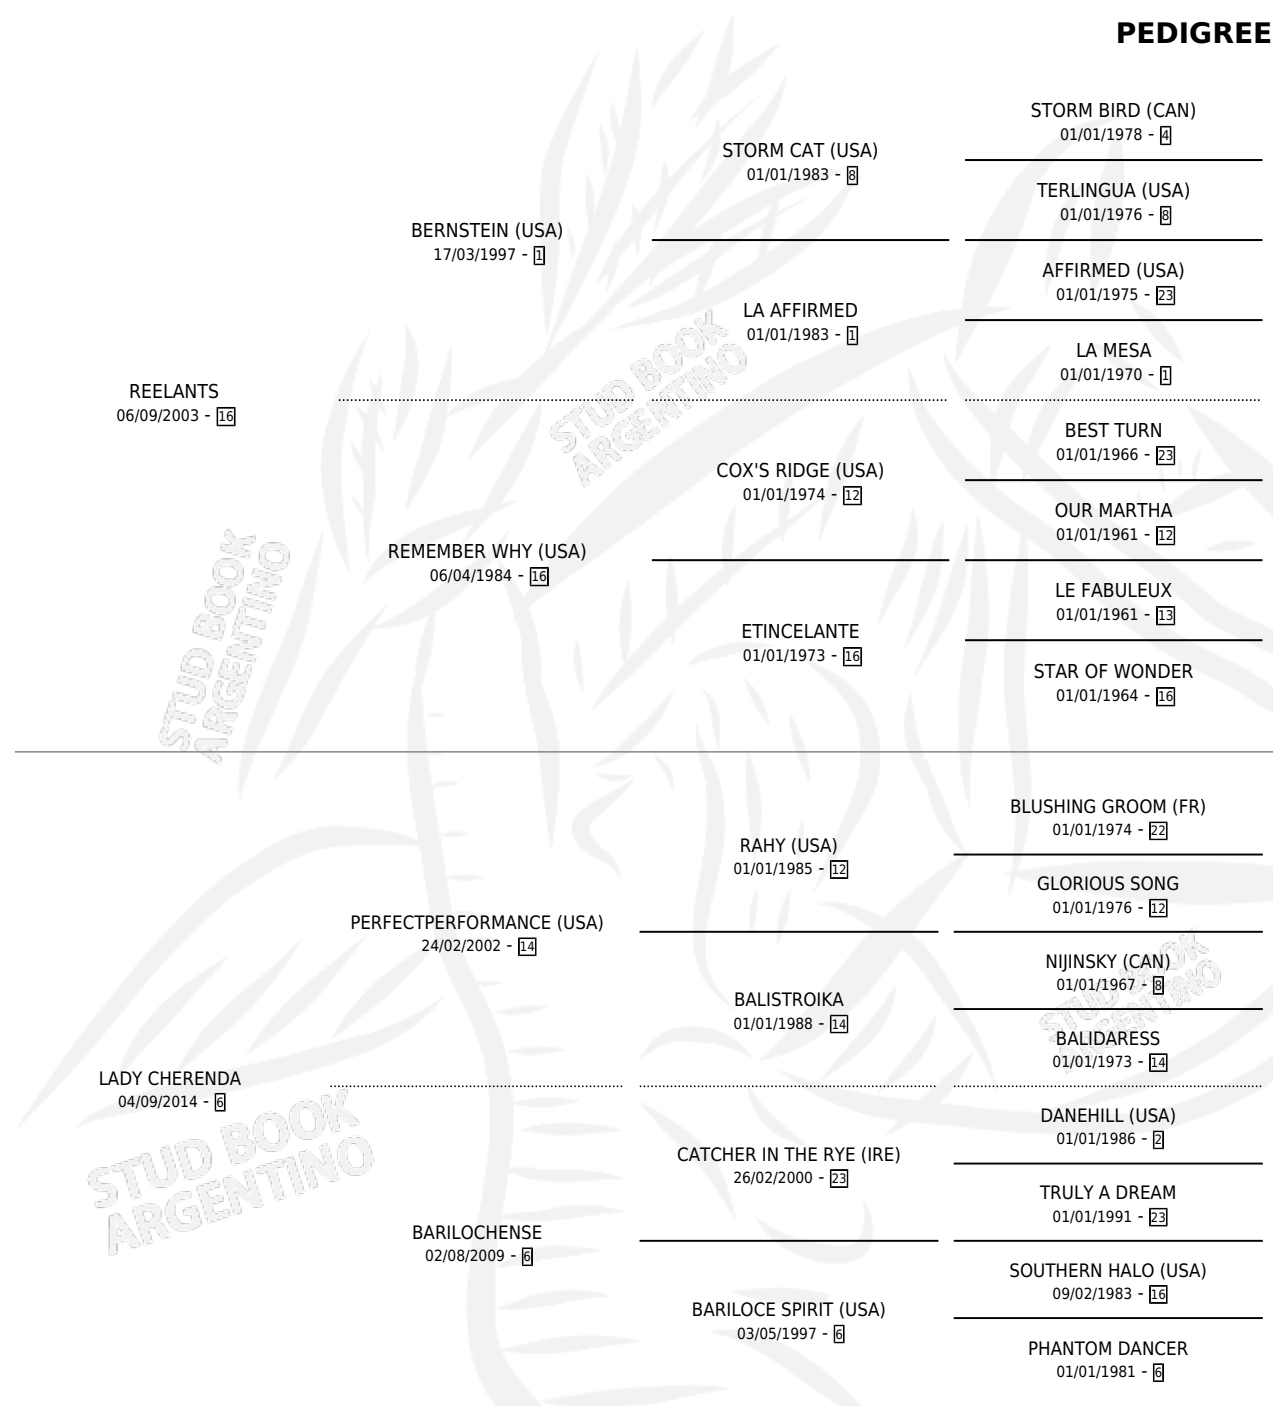 PEDIGREE
STORM BIRD (CAN)
01/01/1978 - 4
STORM CAT (USA)
01/01/1983 - 8
TERLINGUA (USA)
01/01/1976 - 8
BERNSTEIN (USA)
17/03/1997 - 1
AFFIRMED (USA)
01/01/1975 - 23
LA AFFIRMED
01/01/1983 - 1
LA MESA
01/01/1970 - 1
REELANTS
06/09/2003 - 16
BEST TURN
01/01/1966 - 23
COX'S RIDGE (USA)
01/01/1974 - 12
OUR MARTHA
01/01/1961 - 12
REMEMBER WHY (USA)
06/04/1984 - 16
LE FABULEUX
01/01/1961 - 13
ETINCELANTE
01/01/1973 - 16
STAR OF WONDER
01/01/1964 - 16
BLUSHING GROOM (FR)
01/01/1974 - 22
RAHY (USA)
01/01/1985 - 12
GLORIOUS SONG
01/01/1976 - 12
PERFECTPERFORMANCE (USA)
24/02/2002 - 14
NIJINSKY (CAN)
01/01/1967 - 8
BALISTROIKA
01/01/1988 - 14
BALIDARESS
01/01/1973 - 14
LADY CHERENDA
04/09/2014 - 6
DANEHILL (USA)
01/01/1986 - 2
CATCHER IN THE RYE (IRE)
26/02/2000 - 23
TRULY A DREAM
01/01/1991 - 23
BARILOCHENSE
02/08/2009 - 6
SOUTHERN HALO (USA)
09/02/1983 - 16
BARILOCE SPIRIT (USA)
03/05/1997 - 6
PHANTOM DANCER
01/01/1981 - 6
STUD BOOK
ARGENTINO
STUD BOOK
ARGENTINO
STUD BOOK
ARGENTINO
STUD BOOK
ARGENTINO